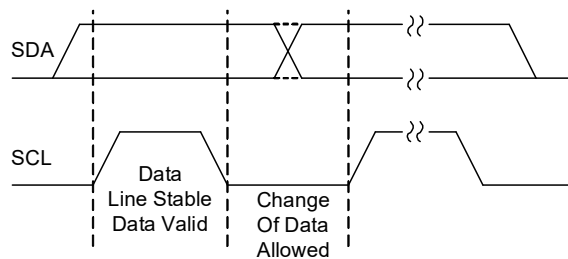 SDA
SCL
Data
Line Stable
Data Valid
Change
Of Data
Allowed